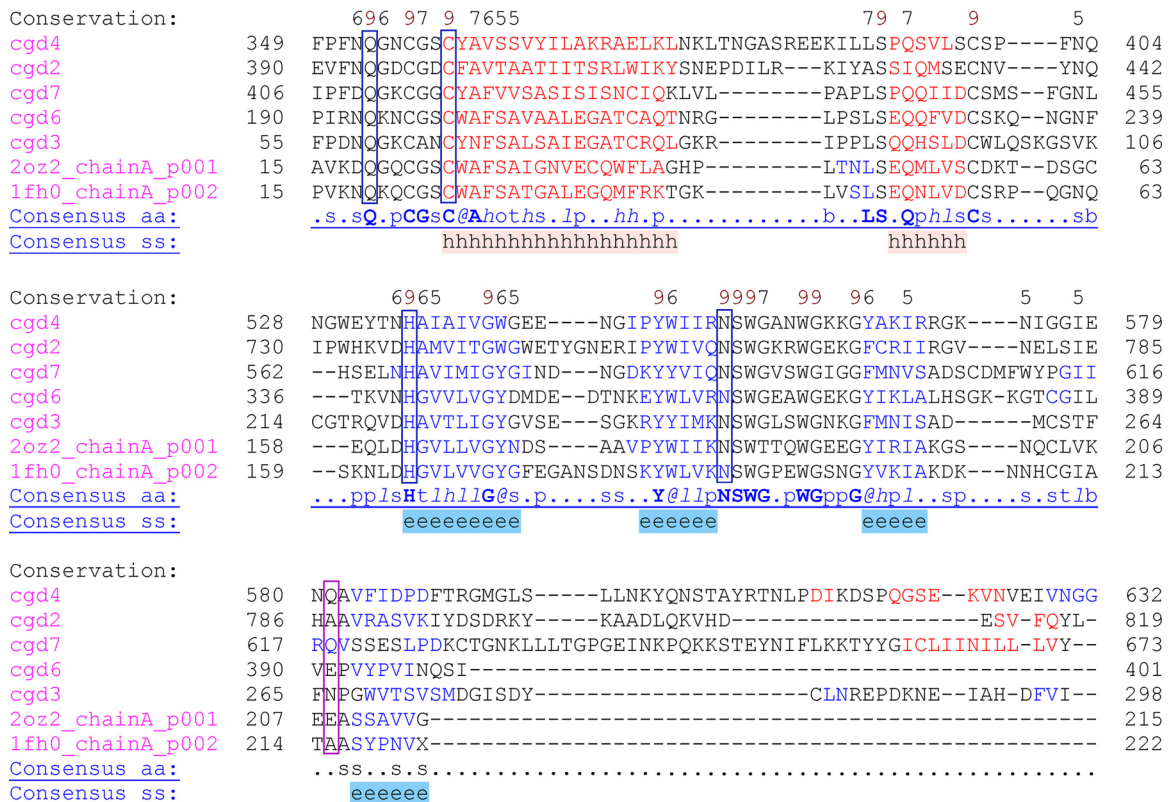 Conservation: 696 97 9 7655 79 7 9 5
cgd4 349 FPFNQGNCGSCYAVSSVYILAKRAELKLNKLTNGASREEKILLSPQSVLSCSP----FNQ 404
cgd2 390 EVFNQGDCGDCFAVTAATIITSRLWIKYSNEPDILR---KIYASSIQMSECNV----YNQ 442
cgd7 406 IPFDQGKCGGCYAFVVSASISISNCIQKLVL--------APLSPQQIIDCSMS--FGNL 455
cgd6 190 PIRNQKNCGSCWAFSVAALEGATCAQTNRG---------LPSLSEQQFVDCSKQ--NGNF 239
cgd3 55 FPDNQGKCANCYNFSALSAIEGATCRQLGKR--------IPPLSQQHSLDCWLQSKGSVK 106
2oz2_chainA_p001 15 AVKDQGQCGSCWAFSAIGNVECQWFLAGHP---------LTNLSEQMLVSCDKT--DSGC 63
1fh0_chainA_p002 15 PVKNQKQCGSCWAFSATGALEGQMFRKTGK---------LVSLSEQNLVDCSRP--QGNQ 63
Consensus aa: .s.sQ.pCGsC@Ahoths.lp..hh.p...........b..LS.QphlsCs.......sb
Consensus ss: hhhhhhhhhhhhhhhhhh hhhhhh
Conservation: 6965 965 96 9997 99 96 5 5 5
cgd4 528 NGWEYTNHAIAIVGWGEE----NGIPYWIIRNSWGANWGKKGYAKIRRGK---NIGGIE 579
cgd2 730 IPWHKVDHAMVITGWGWETYGNERIPYWIVQNSWGKRWGEKGFCRIIRGV---NELSIE 785
cgd7 562 --HSELNHAVIMIGYGIND---NGDKYYVIQNSWGVSWGIGGFMNVSADSCDMFWYPGII 616
cgd6 336 ---TKVNHGVVLVGYDMDE--DTNKEYWLVRNSWGEAWGEKGYIKLALHSGK-KGTCGIL 389
cgd3 214 CGTRQVDHAVTLIGYGVSE---SGKRYYIMKNSWGLSWGNKGFMNISAD-----MCSTF 264
2oz2_chainA_p001 158 ---EQLDHGVLLVGYNDS---AAVPYWIIKNSWTTQWGEEGYIRIAKGS---NQCLVK 206
1fh0_chainA_p002 159 --SKNLDHGVLVVGYGFEGANSDNSKYWLVKNSWGPEWGSNGYVKIAKDK---NNHCGIA 213
Consensus aa: ...pplsHtlhllG@s.p....ss..Y@llpNSWG.pWGppG@hpl..sp....s.stlb
Consensus ss: eeeeeeeee eeeeee eeeee
Conservation:
cgd4 580 NQAVFIDPDFTRGMGLS----LLNKYQNSTAYRTNLPDIKDSPQGSE--KVNVEIVNGG 632
cgd2 786 HAAVRASVKIYDSDRKY----KAADLQKVHD-------------------ESV-FQYL- 819
cgd7 617 RQVSSESLPDKCTGNKLLLTGPGEINKPQKKSTEYNIFLKKTYYGICLIINILL-LVY- 673
cgd6 390 VEPVYPVINQSI----------------------------------------------- 401
cgd3 265 FNPGWVTSVSMDGISDY---------------------CLNREPDKNE--IAH-DFVI-- 298
2oz2_chainA_p001 207 EEASSAVVG-------------------------------------------------- 215
1fh0_chainA_p002 214 TAASYPNVX-------------------------------------------------- 222
Consensus aa: ..ss..s.s...................................................
Consensus ss: eeeeee